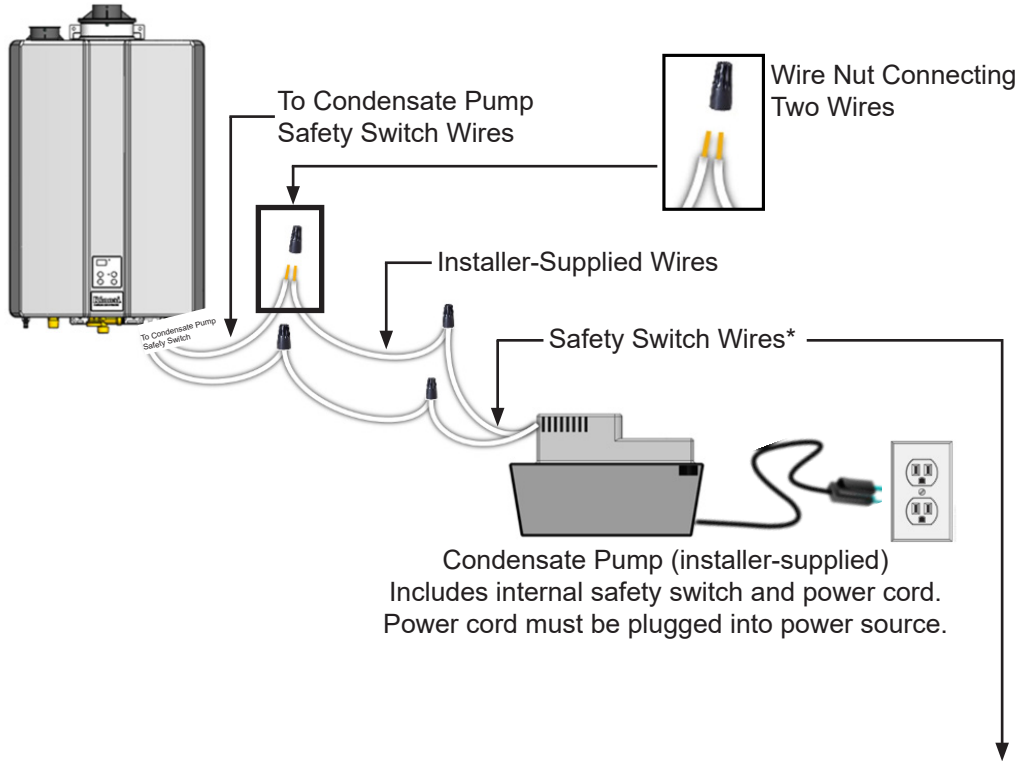 Wire Nut Connecting
Two Wires
To Condensate Pump
Safety Switch Wires
Installer-Supplied Wires
Rinnai
To Condensate Pump
Safety Switch
Safety Switch Wires*
Condensate Pump (installer-supplied)
Includes internal safety switch and power cord.
Power cord must be plugged into power source.